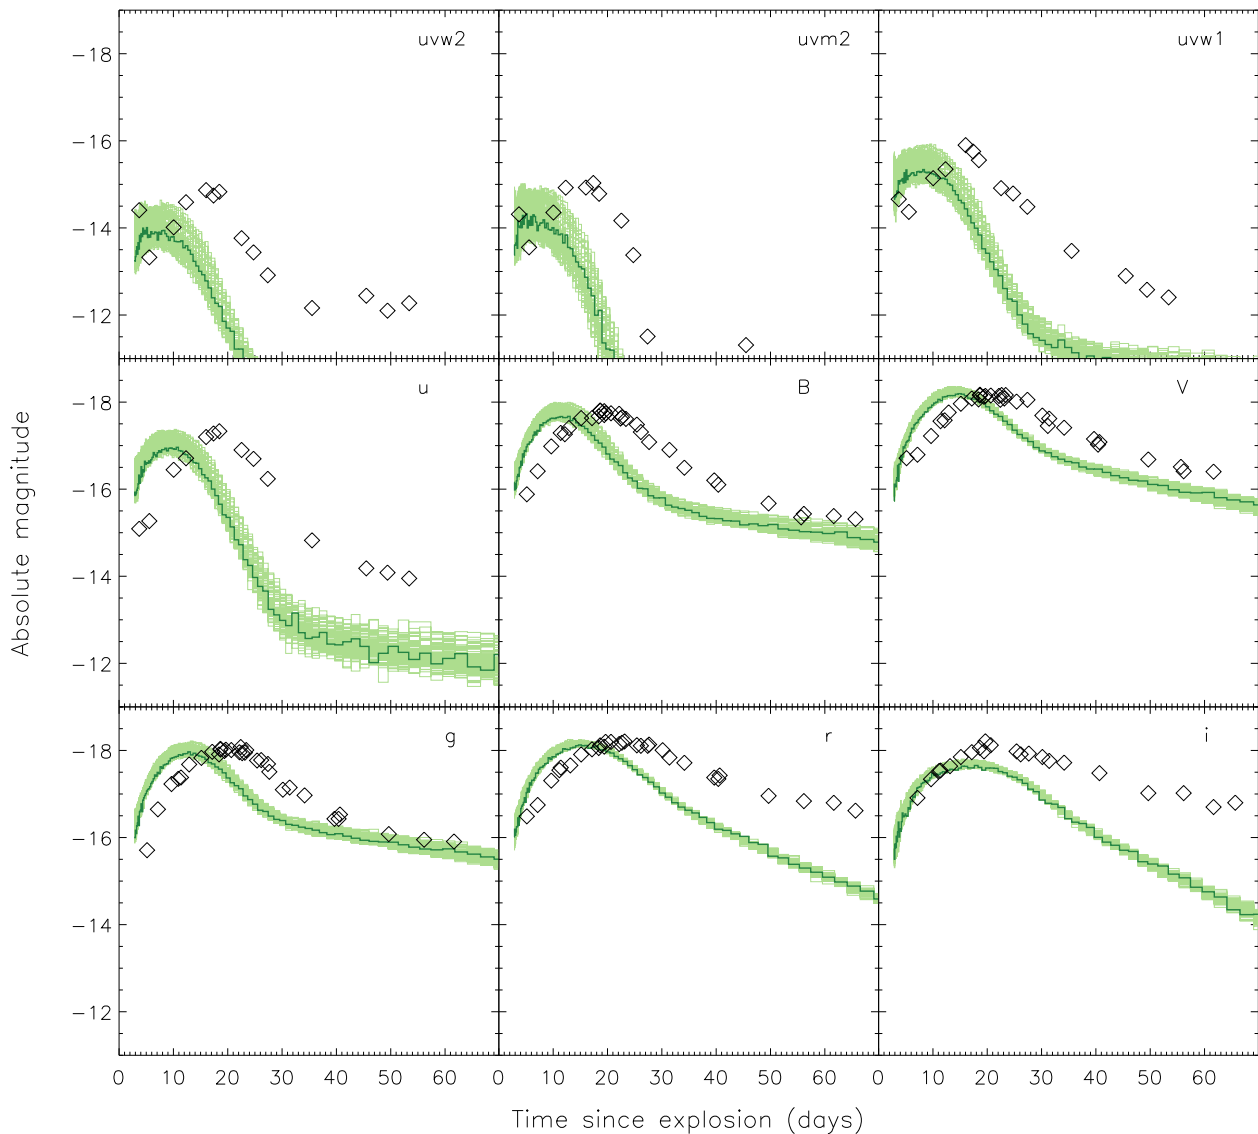 uvw2 uvm2 uvw1
−18
−16
−14
−12
u B V
−18
−16
−14
−12
Absolute magnitude
g r i
−18
−16
−14
−12
0 10 20 30 40 50 60 0 10 20 30 40 50 60 0 10 20 30 40 50 60
Time since explosion (days)